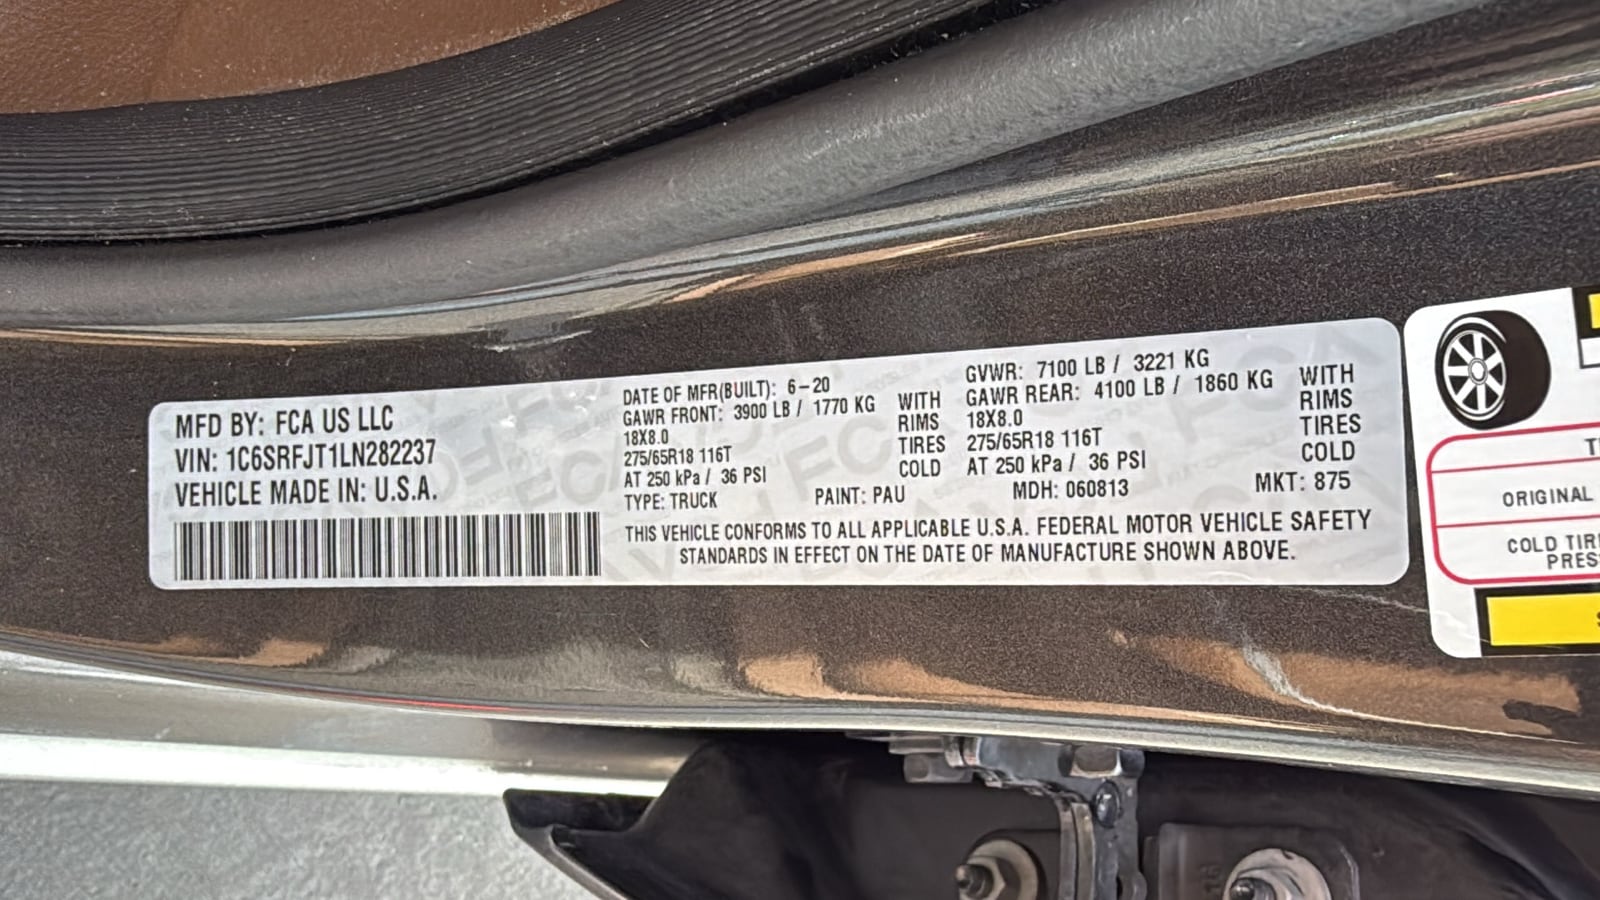 MFD BY: FCA US LLC
VIN: 1C6SRFJT1LN282237
VEHICLE MADE IN: U.S.A.
DATE OF MFR(BUILT): 6-20
GAWR FRONT: 3900 LB / 1770 KG WITH
18X8.0 RIMS
275/65R18 116T TIRES
AT 250 kPa / 36 PSI COLD
GVWR: 7100 LB / 3221 KG
GAWR REAR: 4100 LB / 1860 KG WITH
18X8.0 RIMS
275/65R18 116T TIRES
AT 250 kPa / 36 PSI COLD
TYPE: TRUCK PAINT: PAU MDH: 060813 MKT: 875
THIS VEHICLE CONFORMS TO ALL APPLICABLE U.S.A. FEDERAL MOTOR VEHICLE SAFETY
STANDARDS IN EFFECT ON THE DATE OF MANUFACTURE SHOWN ABOVE.
ORIGINAL
COLD